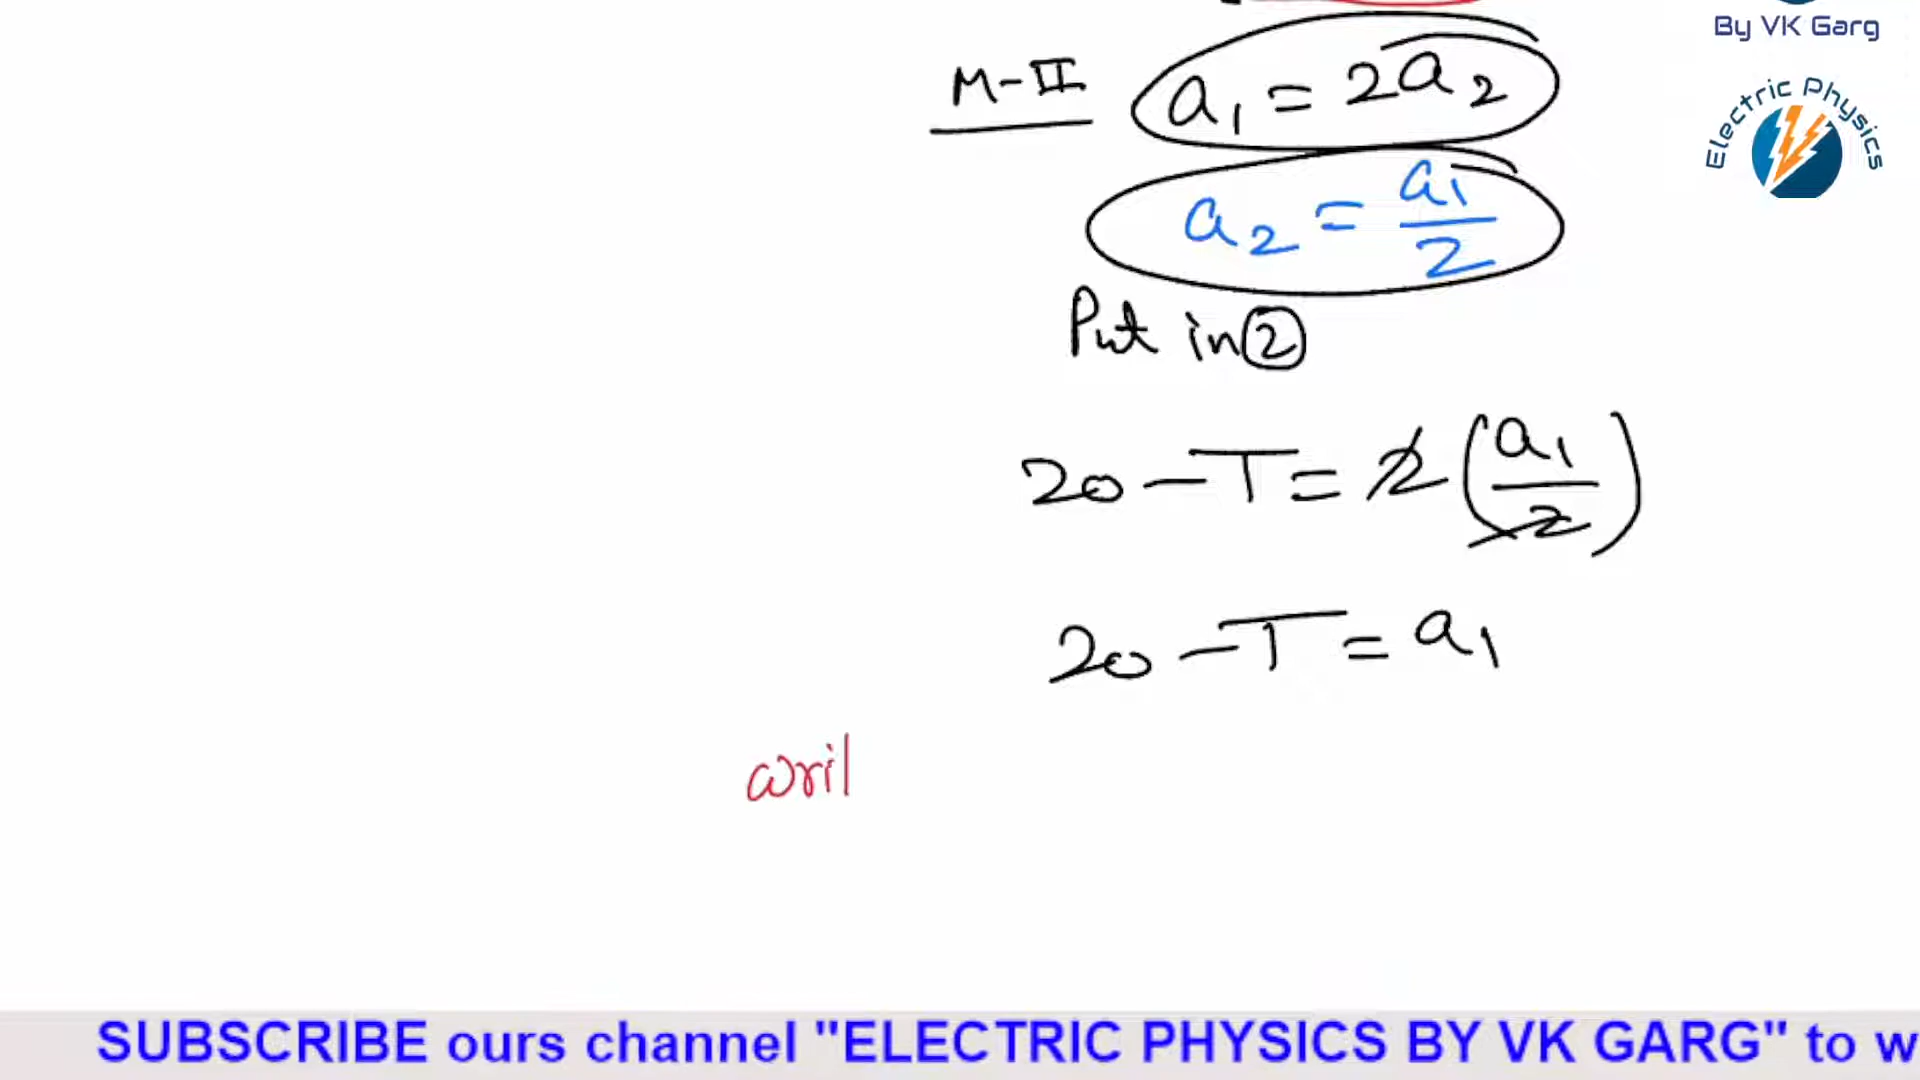 By VK Garg
Electric Physics
M-II a₁ = 2a₂
a₂ = a₁/2
Put in ②
20 - T = 2(a₁/2)
20 - T = a₁
wril
SUBSCRIBE ours channel "ELECTRIC PHYSICS BY VK GARG" to w